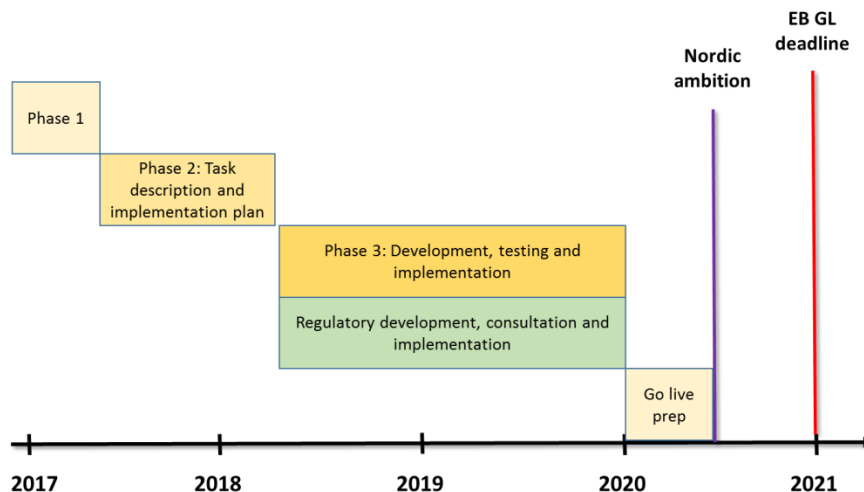 EB GL
deadline
Nordic
ambition
Phase 1
Phase 2: Task
description and
implementation plan
Phase 3: Development, testing and
implementation
Regulatory development, consultation and
implementation
Go live
prep
2017 2018 2019 2020 2021